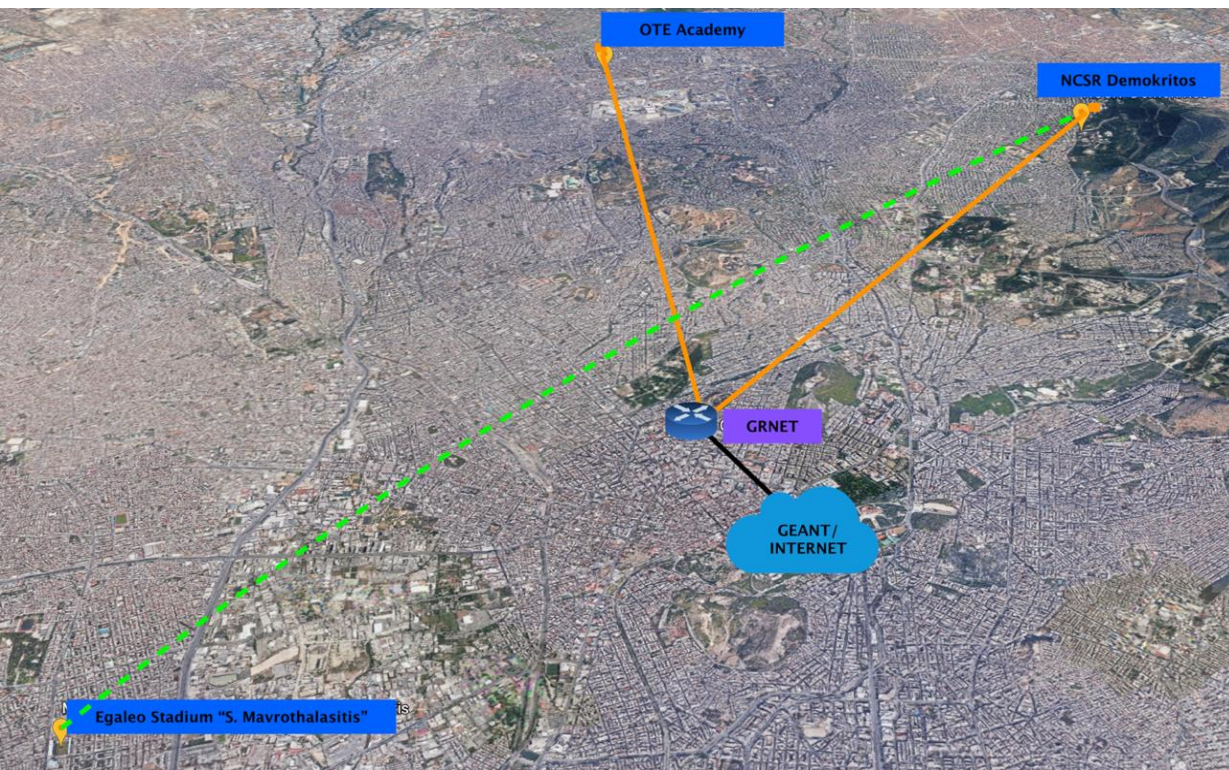 OTE Academy
NCSR Demokritos
GRNET
GEANT/
INTERNET
Egaleo Stadium “S. Mavrothalasitis”